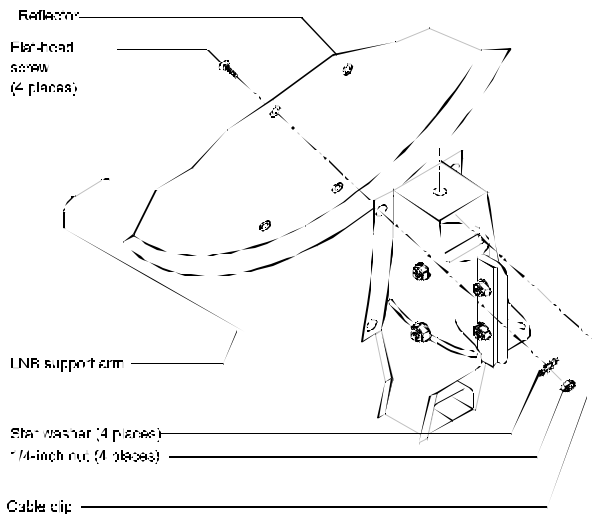 Reflector
Flat-head
screw
(4 places)
LNB support arm
Star washer (4 places)
1/4-inch nut (4 places)
Cable clip